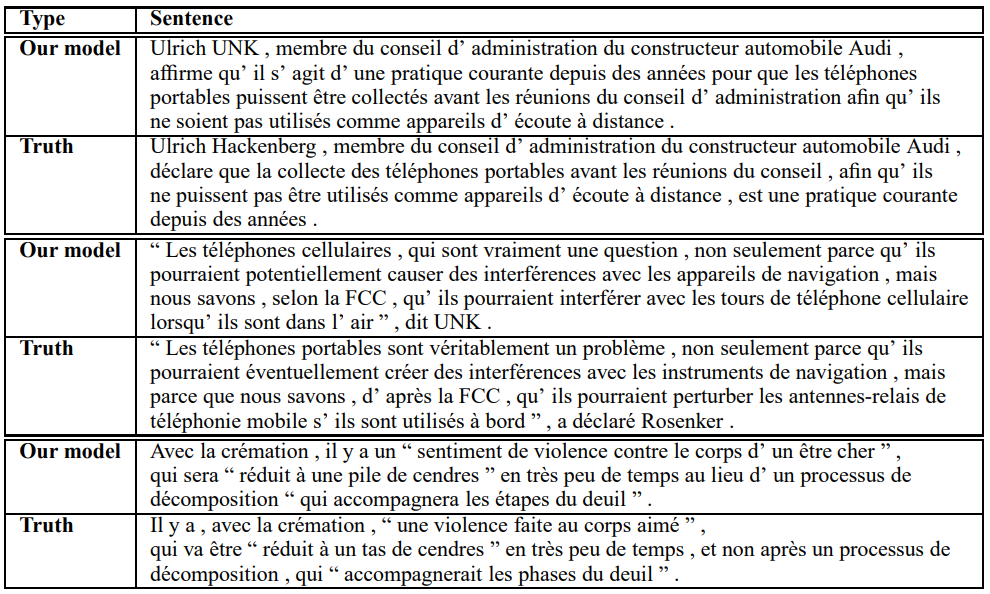 Type Sentence
Our model Ulrich UNK , membre du conseil d’ administration du constructeur automobile Audi ,
affirme qu’ il s’ agit d’ une pratique courante depuis des années pour que les téléphones
portables puissent être collectés avant les réunions du conseil d’ administration afin qu’ ils
ne soient pas utilisés comme appareils d’ écoute à distance .
Truth Ulrich Hackenberg , membre du conseil d’ administration du constructeur automobile Audi ,
déclare que la collecte des téléphones portables avant les réunions du conseil , afin qu’ ils
ne puissent pas être utilisés comme appareils d’ écoute à distance , est une pratique courante
depuis des années .
Our model “ Les téléphones cellulaires , qui sont vraiment une question , non seulement parce qu’ ils
pourraient potentiellement causer des interférences avec les appareils de navigation , mais
nous savons , selon la FCC , qu’ ils pourraient interférer avec les tours de téléphone cellulaire
lorsqu’ ils sont dans l’ air ” , dit UNK .
Truth “ Les téléphones portables sont véritablement un problème , non seulement parce qu’ ils
pourraient éventuellement créer des interférences avec les instruments de navigation , mais
parce que nous savons , d’ après la FCC , qu’ ils pourraient perturber les antennes-relais de
téléphonie mobile s’ ils sont utilisés à bord ” , a déclaré Rosenker .
Our model Avec la crémation , il y a un “ sentiment de violence contre le corps d’ un être cher ” ,
qui sera “ réduit à une pile de cendres ” en très peu de temps au lieu d’ un processus de
décomposition “ qui accompagnera les étapes du deuil ” .
Truth Il y a , avec la crémation , “ une violence faite au corps aimé ” ,
qui va être “ réduit à un tas de cendres ” en très peu de temps , et non après un processus de
décomposition , qui “ accompagnerait les phases du deuil ” .